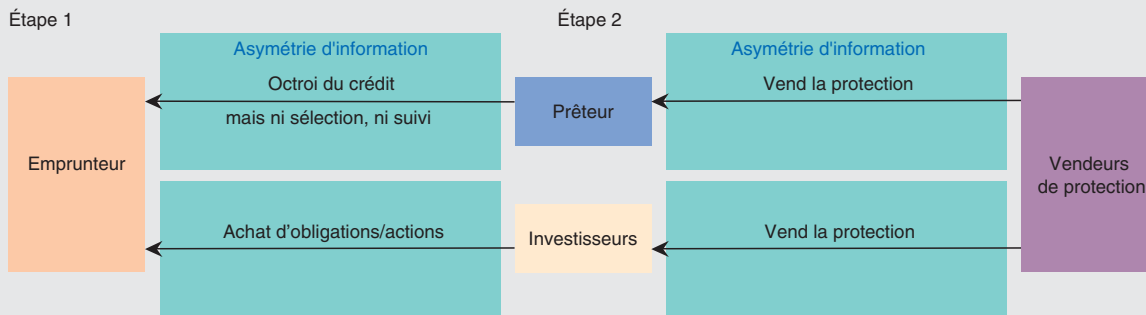 Étape 1
Étape 2
Asymétrie d'information
Asymétrie d'information
Octroi du crédit
mais ni sélection, ni suivi
Vend la protection
Prêteur
Emprunteur
Vendeurs
de protection
Achat d'obligations/actions
Investisseurs
Vend la protection